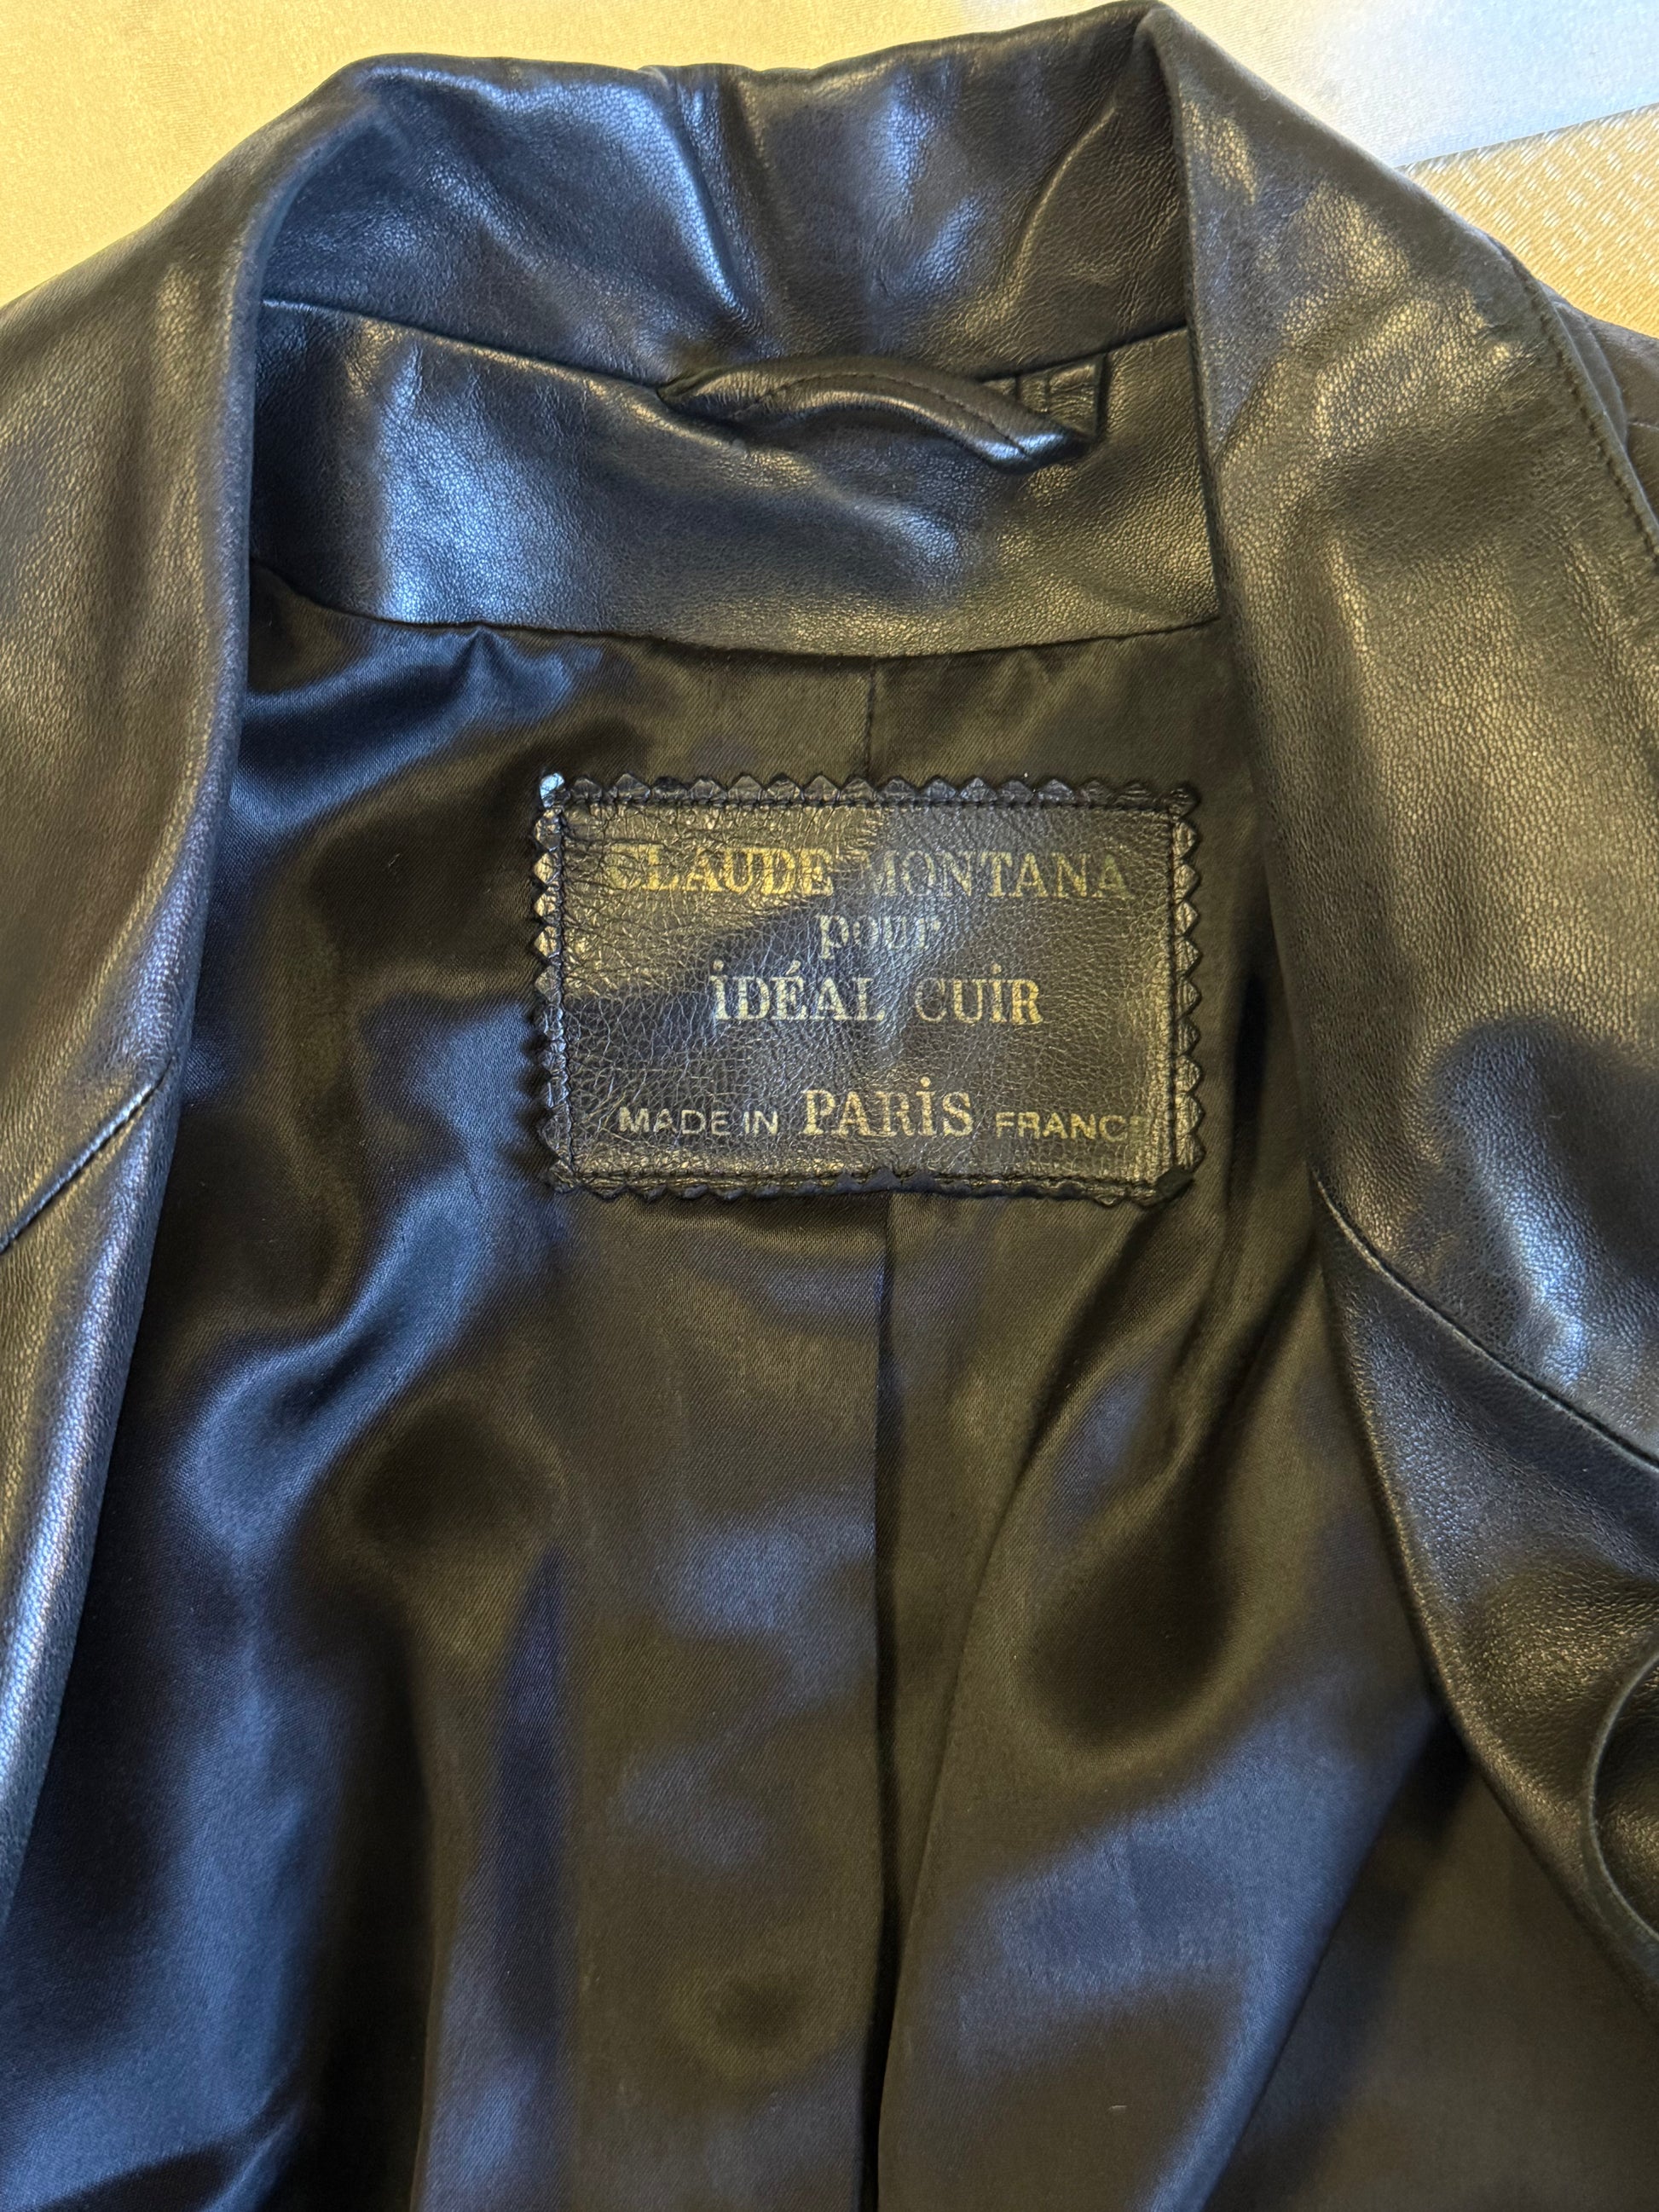 CLAUDE MONTANA
pour
iDÉAL CUiR
MADE IN PARiS FRANCE